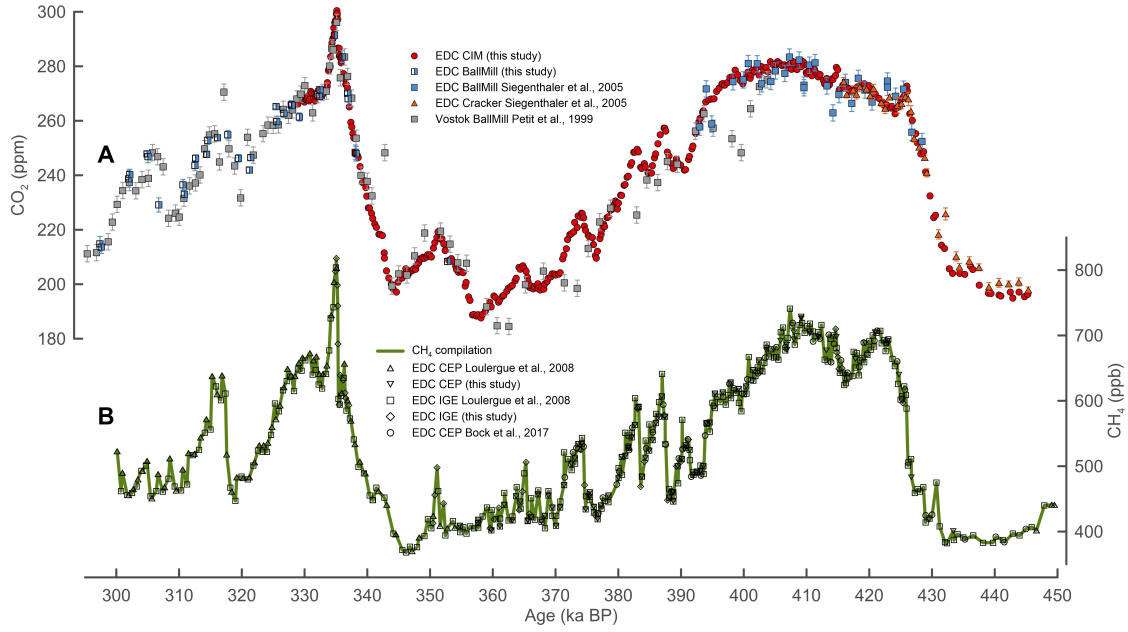 300
280
260
240
220
200
180
CO2 (ppm)
A
EDC CIM (this study)
EDC BallMill (this study)
EDC BallMill Siegenthaler et al., 2005
EDC Cracker Siegenthaler et al., 2005
Vostok BallMill Petit et al., 1999
B
CH4 compilation
EDC CEP Loulergue et al., 2008
EDC CEP (this study)
EDC IGE Loulergue et al., 2008
EDC IGE (this study)
EDC CEP Bock et al., 2017
800
700
600
500
400
CH4 (ppb)
300 310 320 330 340 350 360 370 380 390 400 410 420 430 440 450
Age (ka BP)